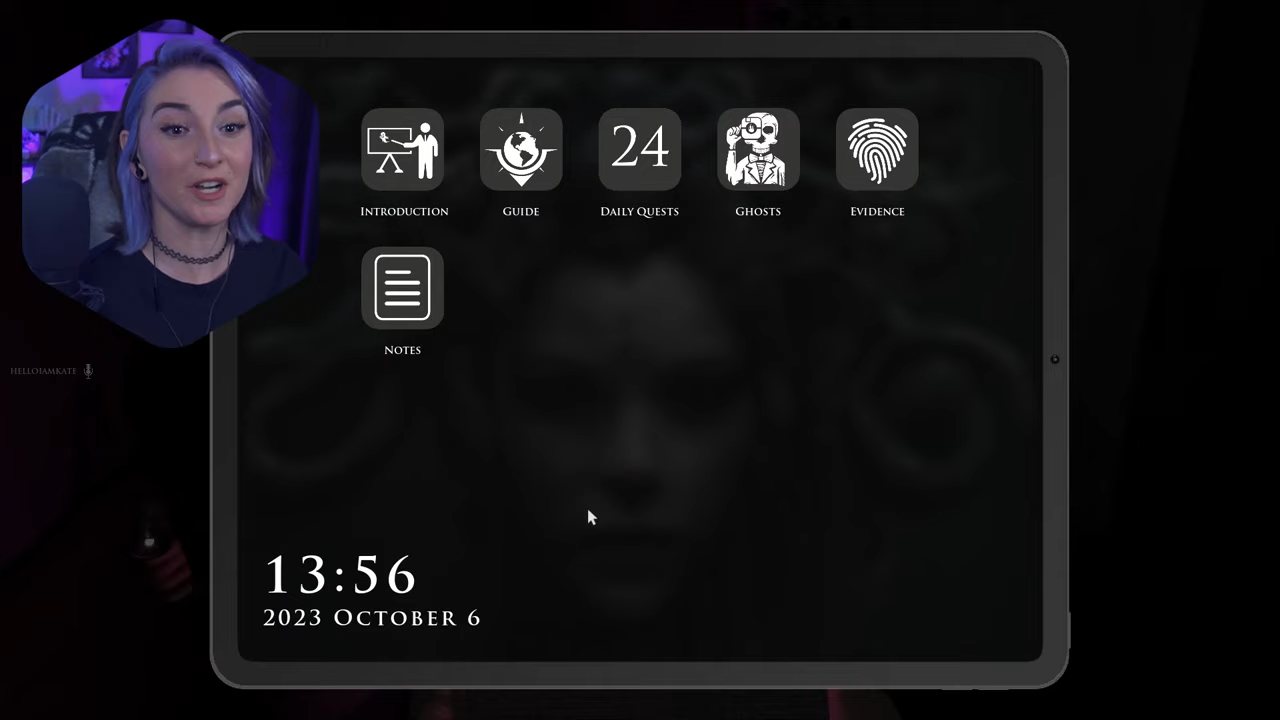 24
INTRODUCTION
GUIDE
DAILY QUESTS
GHOSTS
EVIDENCE
NOTES
HELLOIAMKATE
13:56
2023 OCTOBER 6